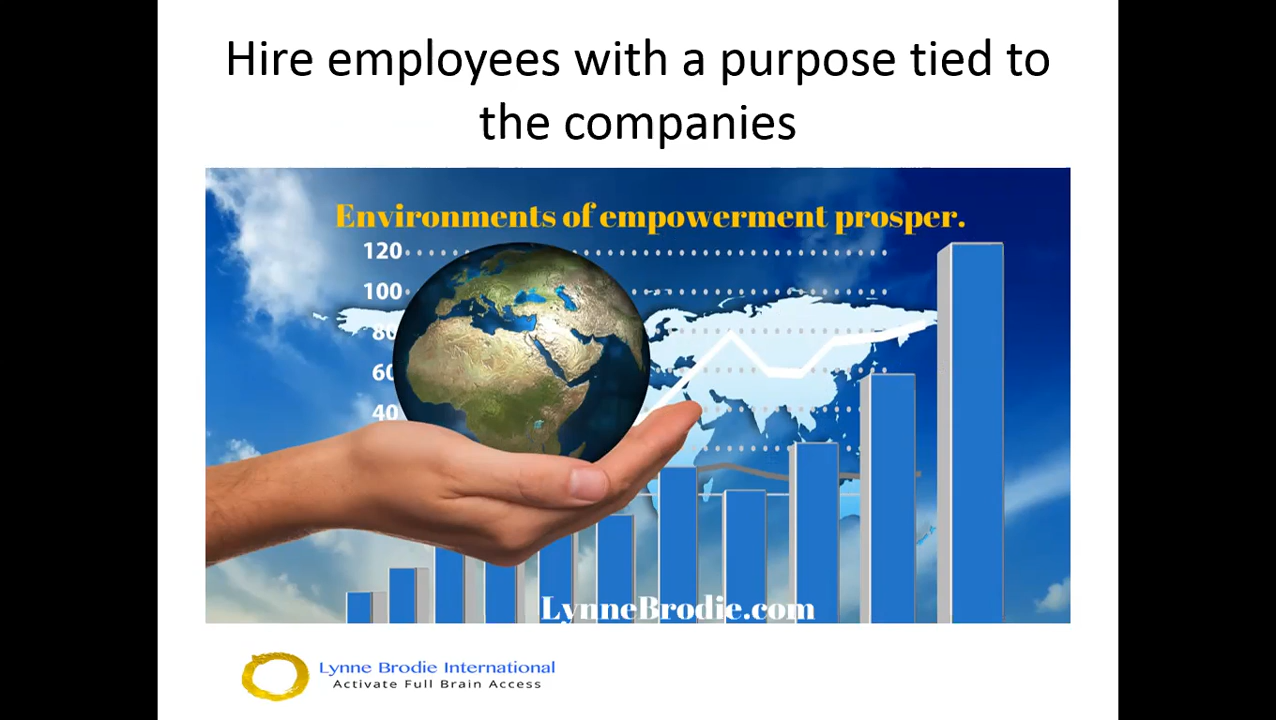 Hire employees with a purpose tied to
the companies
Environments of empowerment prosper.
120
100
80
60
40
LynneBrodie.com
Lynne Brodie International
Activate Full Brain Access